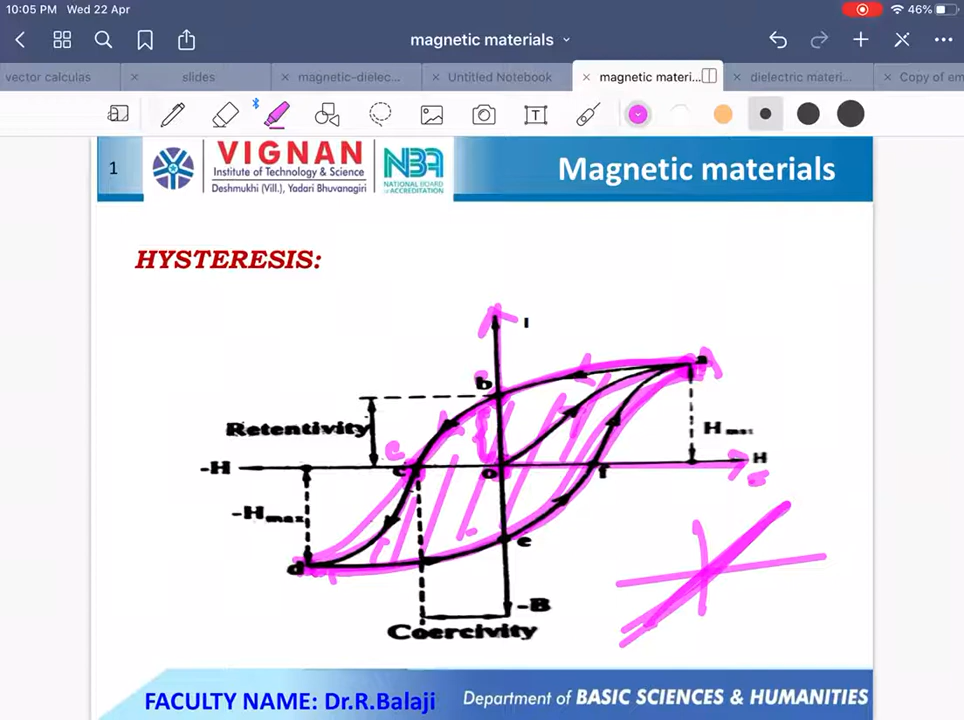 10:05 PM Wed 22 Apr
46%
magnetic materials
vector calculas
slides
magnetic-dielec...
Untitled Notebook
magnetic materi...
dielectric materi...
Copy of em
T
1
VIGNAN
Institute of Technology & Science
Deshmukhi (Vill.), Yadari Bhuvanagiri
NBA
NATIONAL BOARD
of ACCREDITATION
Magnetic materials
HYSTERESIS:
I
a
b
Retentivity
H
-H
c
o
f
H
-Hmax
e
d
-B
Coercivity
FACULTY NAME: Dr.R.Balaji
Department of BASIC SCIENCES & HUMANITIES